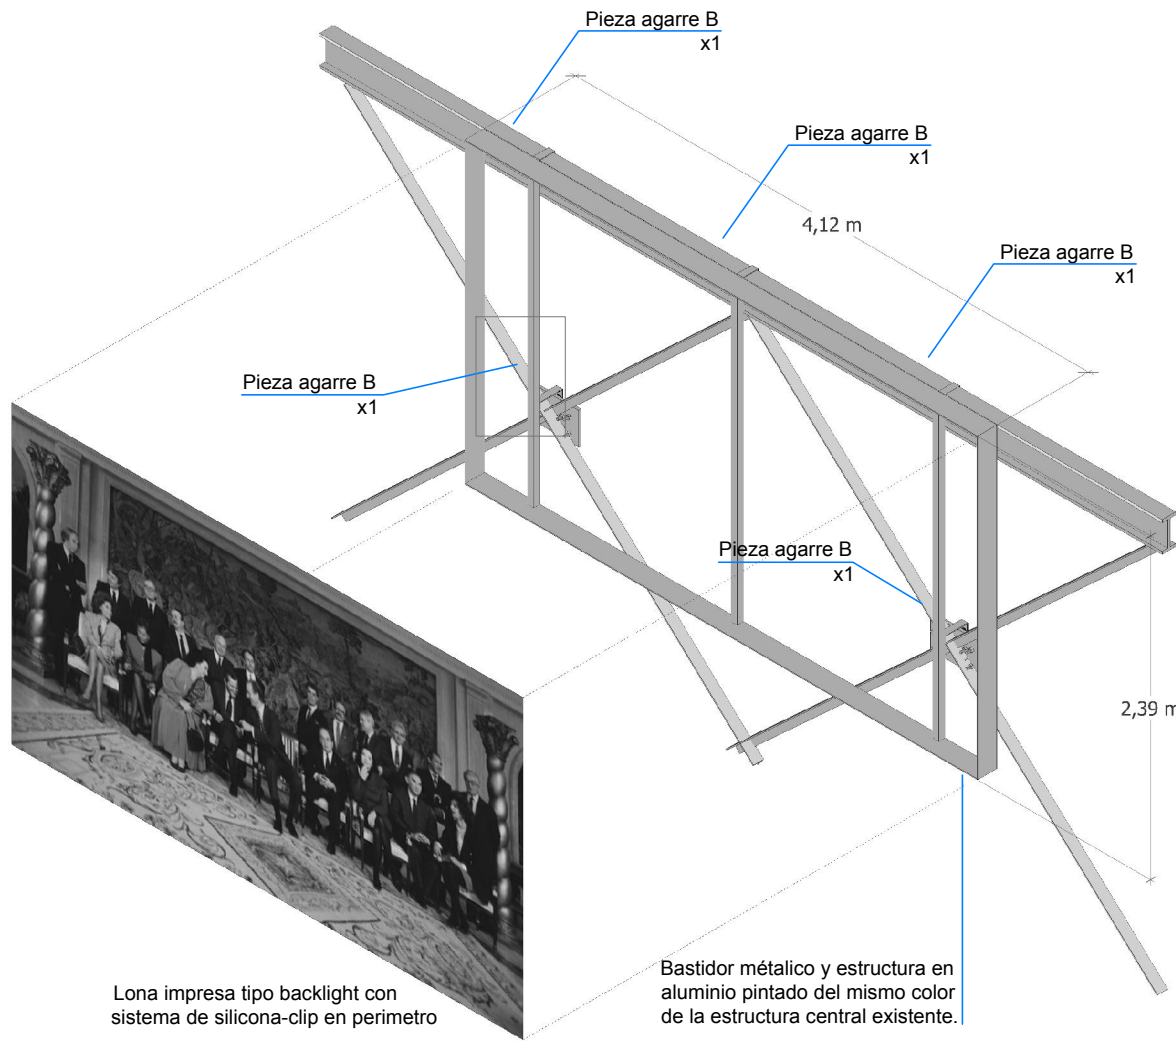 Pieza agarre B
x1
Pieza agarre B
x1
4,12 m
Pieza agarre B
x1
Pieza agarre B
x1
Pieza agarre B
x1
2,39 m
Lona impresa tipo backlight con
sistema de silicona-clip en perimetro
Bastidor métalico y estructura en
aluminio pintado del mismo color
de la estructura central existente.